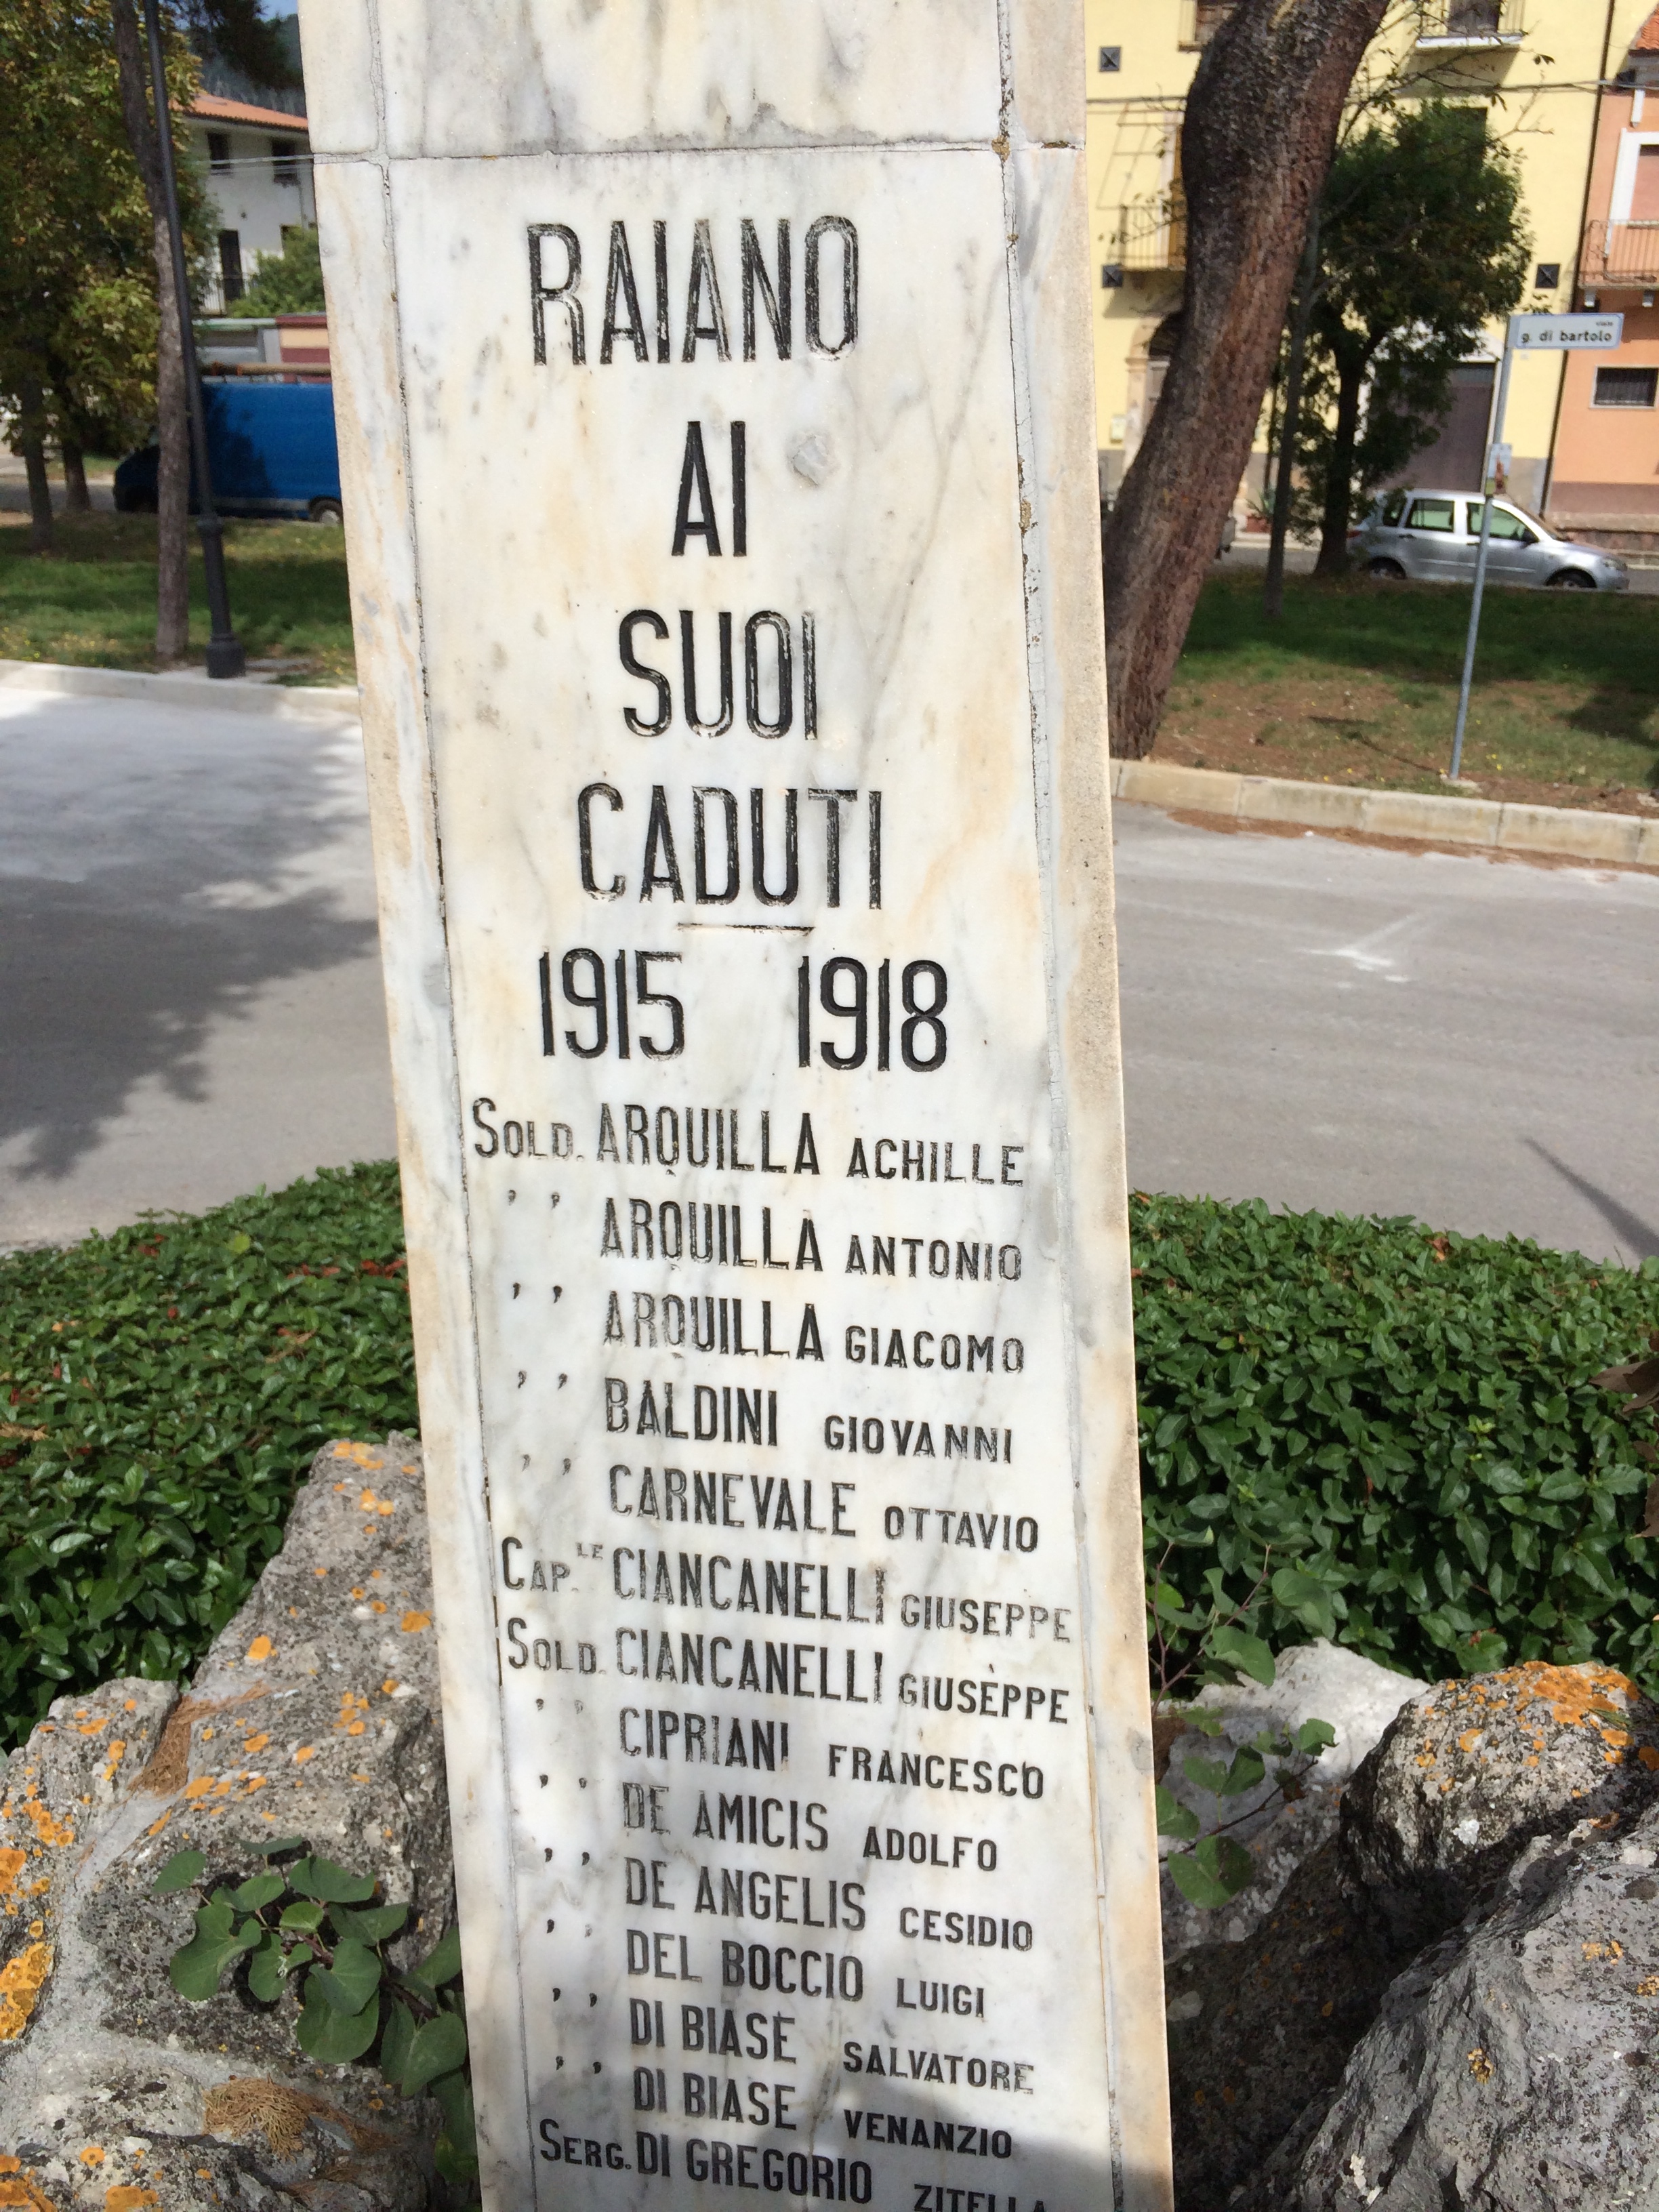 RAIANO
AI
SUOI
CADUTI
1915 1918
SOLD. ARQUILLA ACHILLE
,, ARQUILLA ANTONIO
,, ARQUILLA GIACOMO
,, BALDINI GIOVANNI
,, CARNEVALE OTTAVIO
CAP.LE CIANCANELLI GIUSEPPE
SOLD. CIANCANELLI GIUSEPPE
,, CIPRIANI FRANCESCO
,, DE AMICIS ADOLFO
,, DE ANGELIS CESIDIO
,, DEL BOCCIO LUIGI
,, DI BIASE SALVATORE
,, DI BIASE VENANZIO
SERG. DI GREGORIO ZITELLA
viale
g. di bartolo